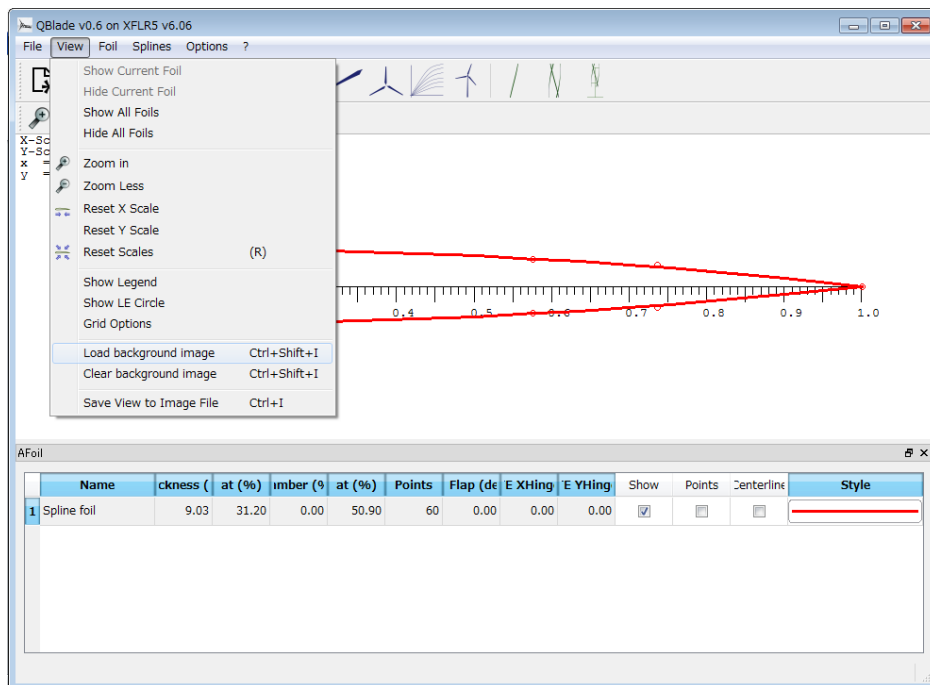 QBlade v0.6 on XFLR5 v6.06
File View Foil Splines Options ?
X-Sc
Y-Sc
x =
y =
Show Current Foil
Hide Current Foil
Show All Foils
Hide All Foils
Zoom in
Zoom Less
Reset X Scale
Reset Y Scale
Reset Scales (R)
Show Legend
Show LE Circle
Grid Options
Load background image Ctrl+Shift+I
Clear background image Ctrl+Shift+I
Save View to Image File Ctrl+I
0.4 0.5 0.6 0.7 0.8 0.9 1.0
AFoil
Name ckness ( at (%) mber (% at (%) Points Flap (de E XHing E YHing Show Points Centerline Style
1 Spline foil 9.03 31.20 0.00 50.90 60 0.00 0.00 0.00